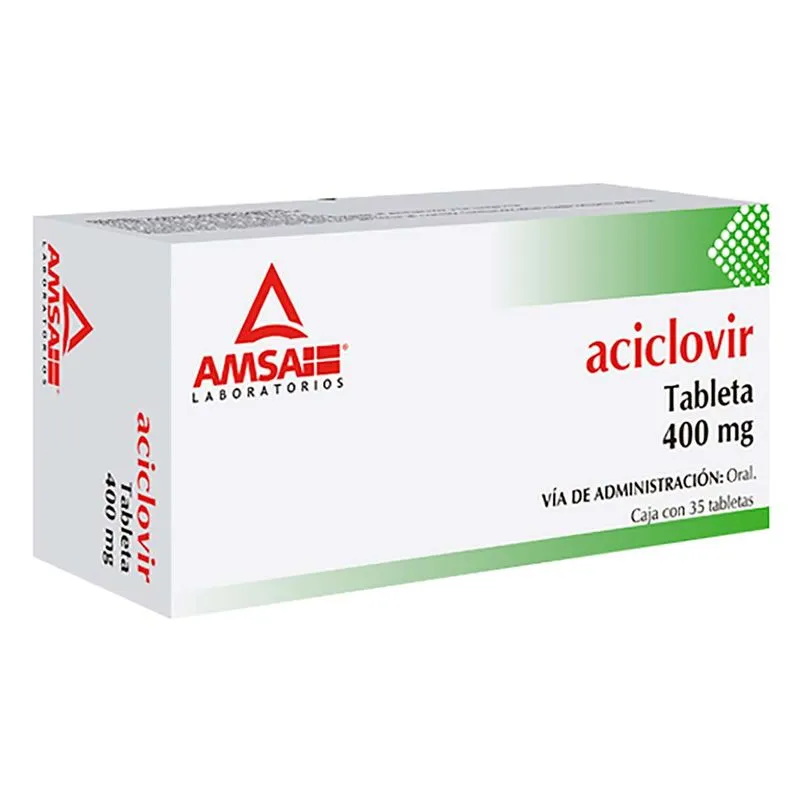 AMSA
LABORATORIOS
aciclovir
Tableta
400 mg
AMSA®
LABORATORIOS
aciclovir
Tableta
400 mg
VÍA DE ADMINISTRACIÓN: Oral.
Caja con 35 tabletas